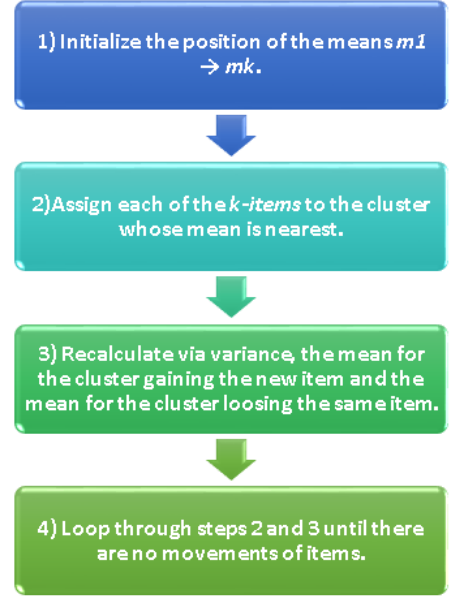 1) Initialize the position of the means m1
→ mk.
2)Assign each of the k-items to the cluster
whose mean is nearest.
3) Recalculate via variance, the mean for
the cluster gaining the new item and the
mean for the cluster loosing the same item.
4) Loop through steps 2 and 3 until there
are no movements of items.